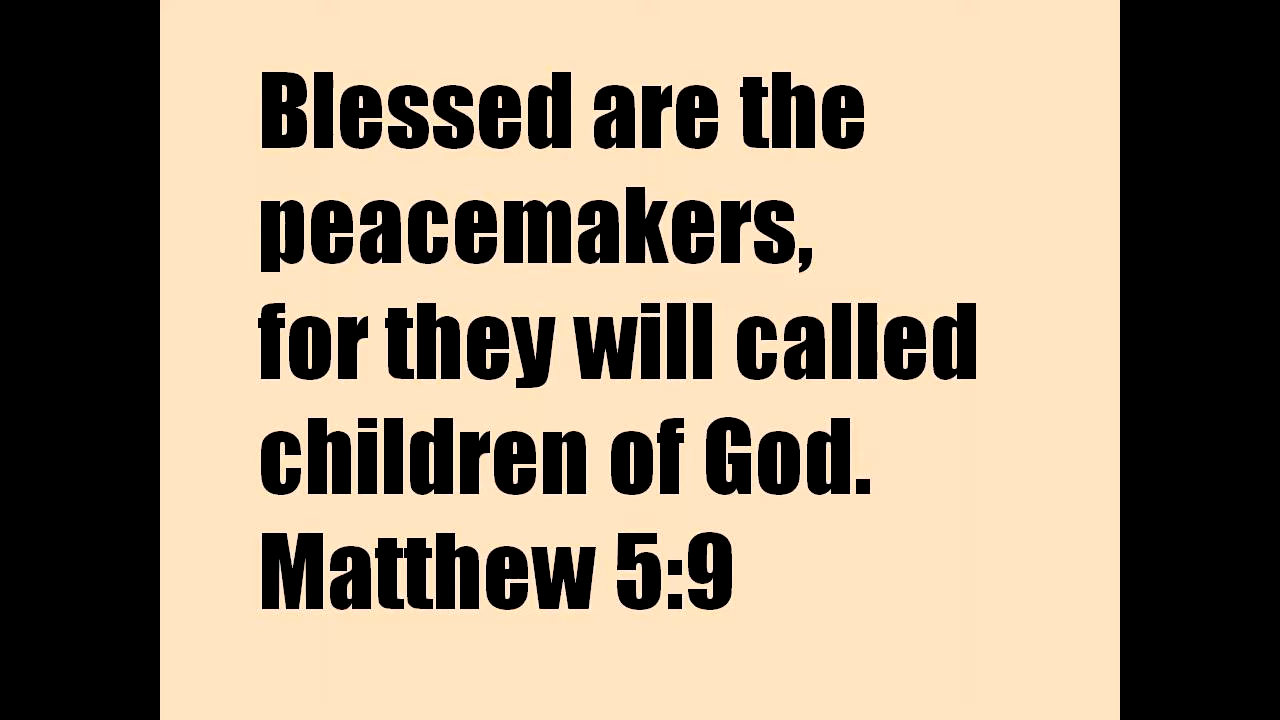 Blessed are the
peacemakers,
for they will called
children of God.
Matthew 5:9